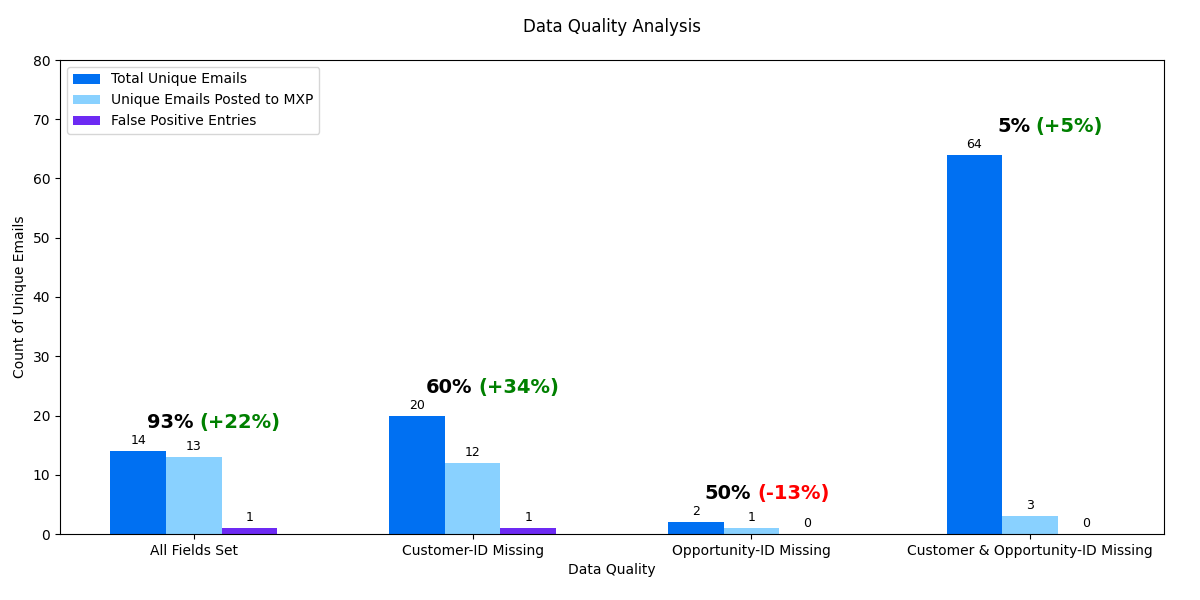 Data Quality Analysis
Total Unique Emails
Unique Emails Posted to MXP
False Positive Entries
Count of Unique Emails
80
70
60
50
40
30
20
10
0
93% (+22%)
14
13
1
60% (+34%)
20
12
1
50% (-13%)
2
1
0
5% (+5%)
64
3
0
All Fields Set
Customer-ID Missing
Opportunity-ID Missing
Customer & Opportunity-ID Missing
Data Quality